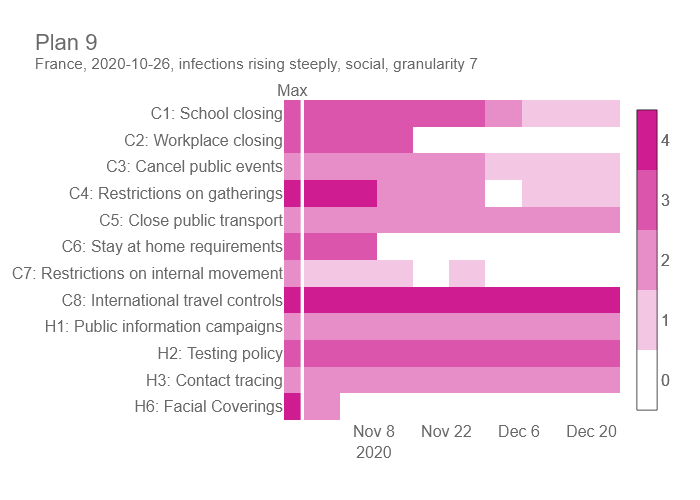 Plan 9
France, 2020-10-26, infections rising steeply, social, granularity 7
Max
C1: School closing
C2: Workplace closing
C3: Cancel public events
C4: Restrictions on gatherings
C5: Close public transport
C6: Stay at home requirements
C7: Restrictions on internal movement
C8: International travel controls
H1: Public information campaigns
H2: Testing policy
H3: Contact tracing
H6: Facial Coverings
4
3
2
1
0
Nov 8 Nov 22 Dec 6 Dec 20
2020